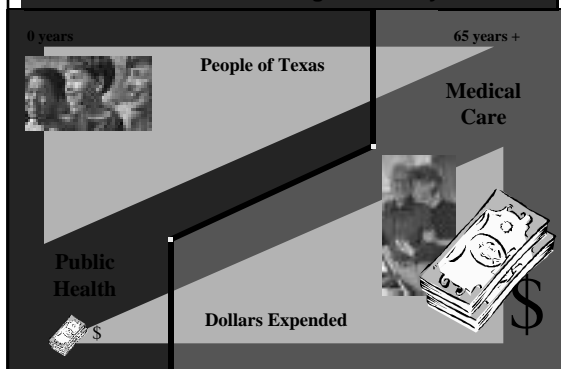 0 years
65 years +
People of Texas
Medical
Care
Public
Health
$
Dollars Expended
$